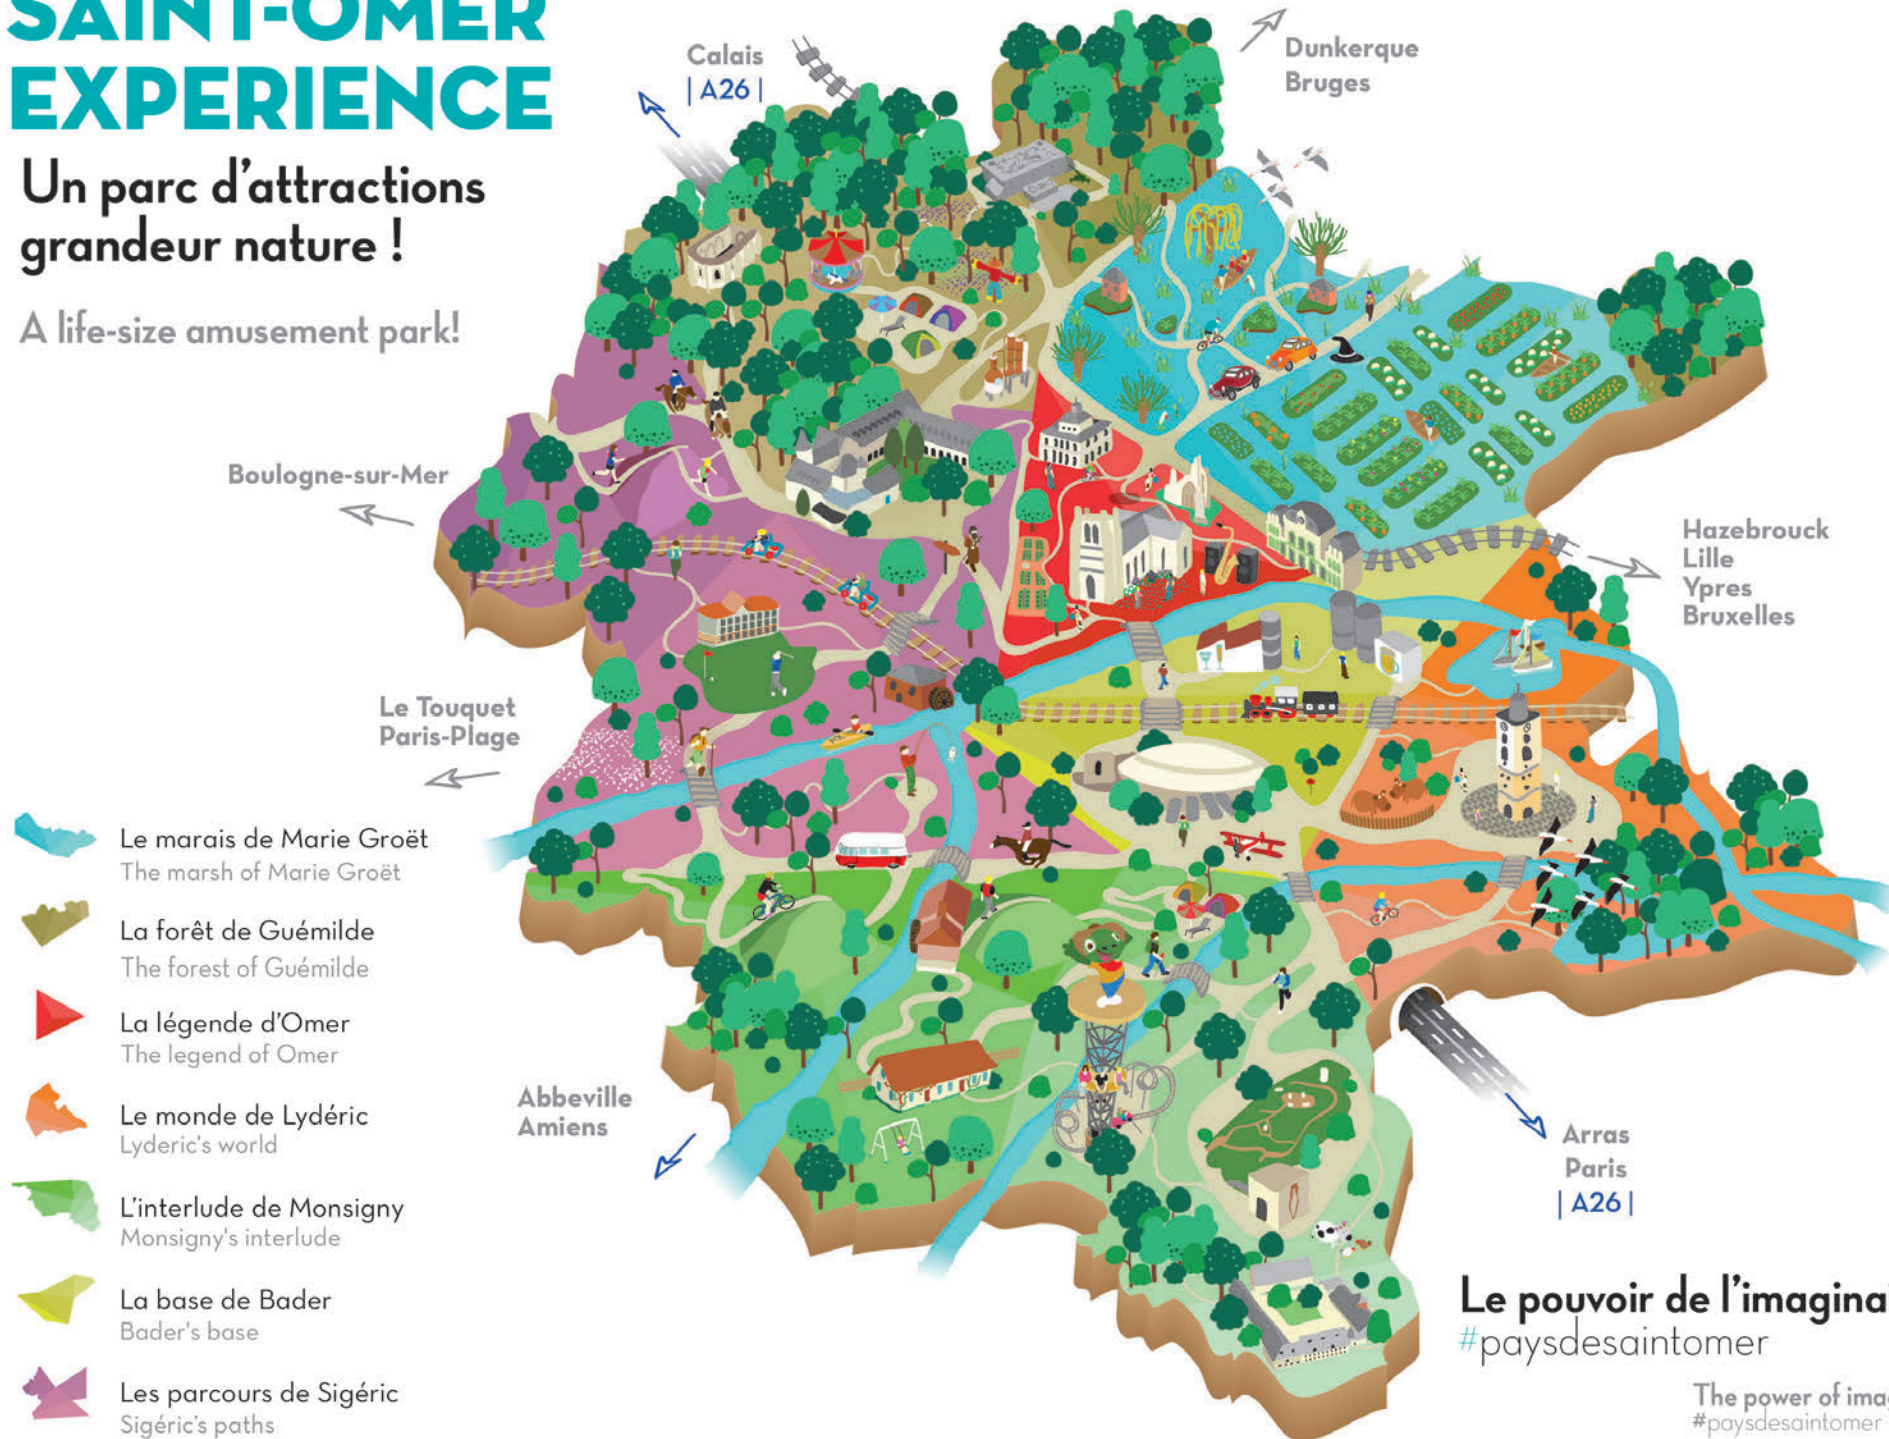 SAINT-OMER
EXPERIENCE
Un parc d'attractions
grandeur nature !
A life-size amusement park!
Calais
| A26 |
Dunkerque
Bruges
Boulogne-sur-Mer
Hazebrouck
Lille
Ypres
Bruxelles
Le Touquet
Paris-Plage
Le marais de Marie Groët
The marsh of Marie Groët
La forêt de Guémilde
The forest of Guémilde
La légende d'Omer
The legend of Omer
Le monde de Lydéric
Lyderic's world
L'interlude de Monsigny
Monsigny's interlude
La base de Bader
Bader's base
Les parcours de Sigéric
Sigéric's paths
Abbeville
Amiens
Arras
Paris
| A26 |
Le pouvoir de l'imagina
#paysdesaintomer
The power of imag
#paysdesaintomer